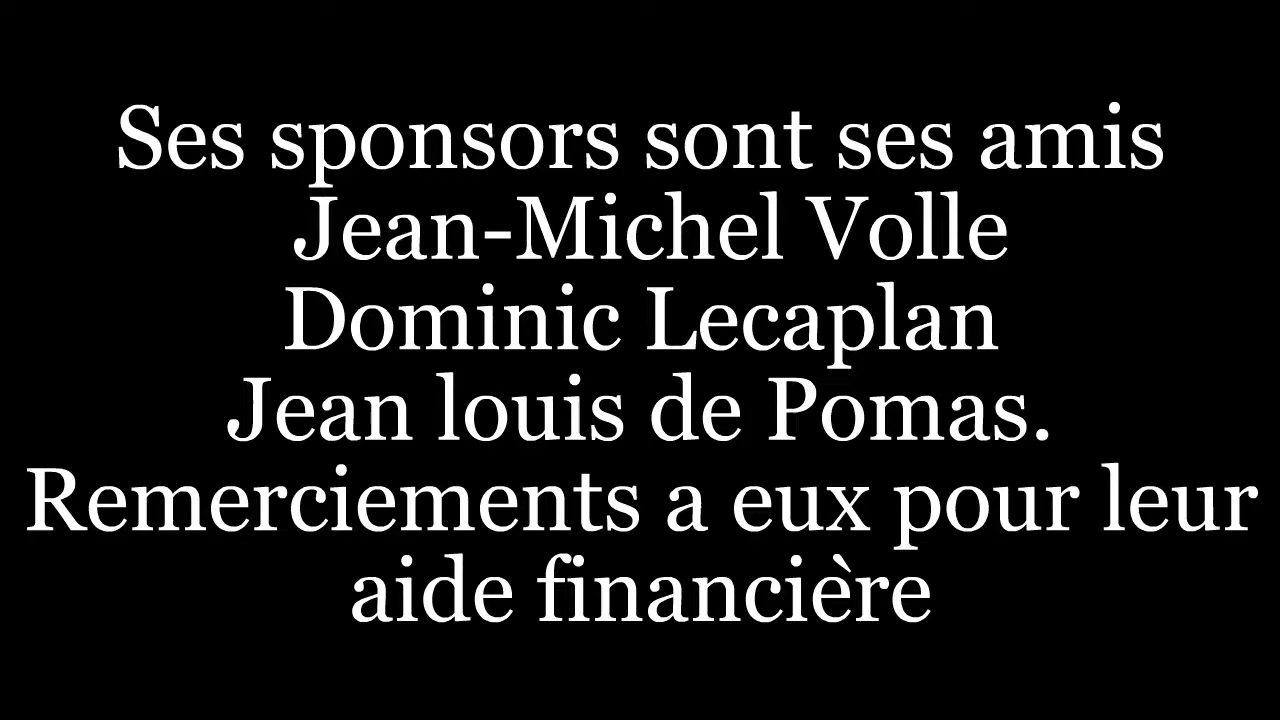 Ses sponsors sont ses amis
Jean-Michel Volle
Dominic Lecaplan
Jean louis de Pomas.
Remerciements a eux pour leur
aide financière